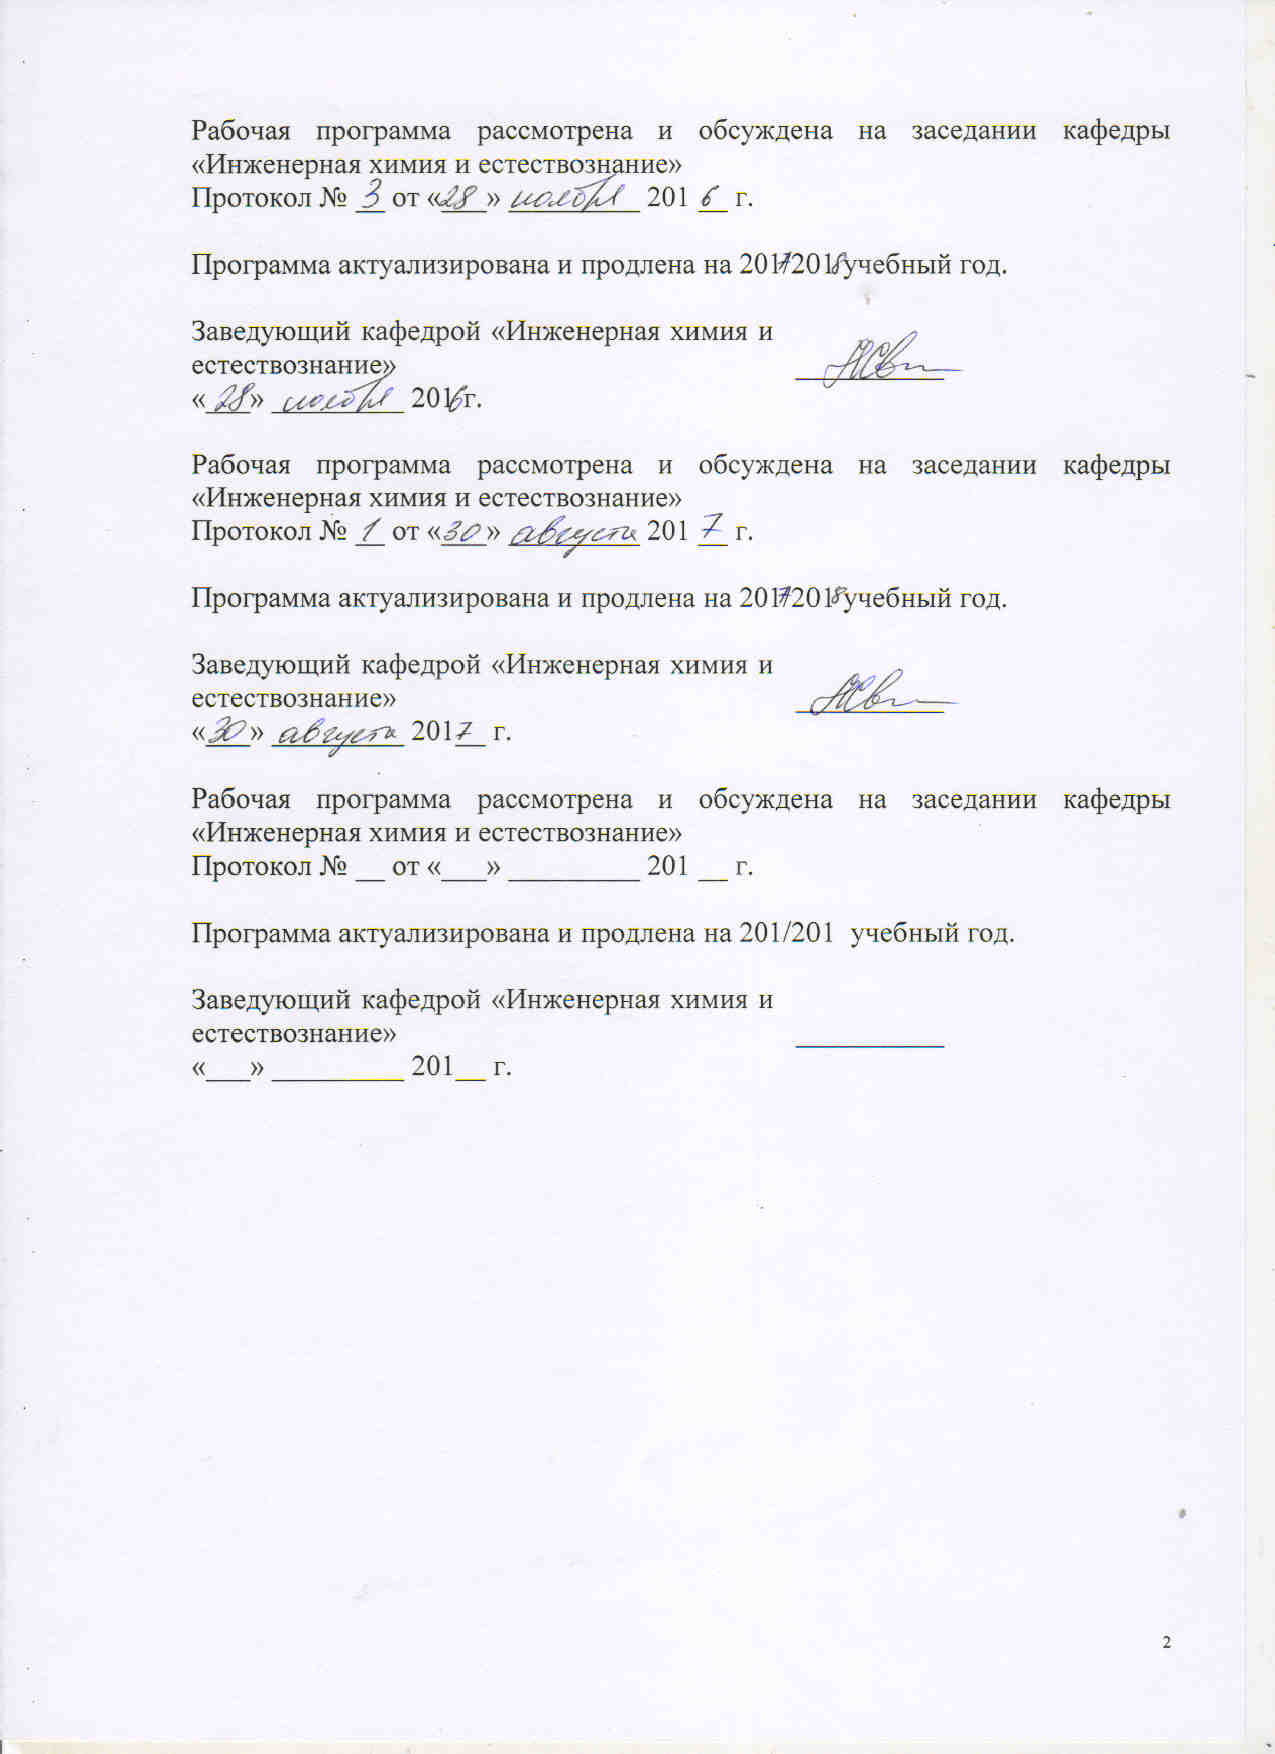 Рабочая программа рассмотрена и обсуждена на заседании кафедры
«Инженерная химия и естествознание»
Протокол № 3 от «28» ноября 2016 г.
Программа актуализирована и продлена на 2017/2018 учебный год.
Заведующий кафедрой «Инженерная химия и
естествознание» ___________
«28» ноября 2016 г.
Рабочая программа рассмотрена и обсуждена на заседании кафедры
«Инженерная химия и естествознание»
Протокол № 1 от «30» августа 2017 г.
Программа актуализирована и продлена на 2017/2018 учебный год.
Заведующий кафедрой «Инженерная химия и
естествознание» ___________
«30» августа 2017 г.
Рабочая программа рассмотрена и обсуждена на заседании кафедры
«Инженерная химия и естествознание»
Протокол № __ от «___» _________ 201 __ г.
Программа актуализирована и продлена на 201/201 учебный год.
Заведующий кафедрой «Инженерная химия и
естествознание» ___________
«___» _________ 201__ г.
2